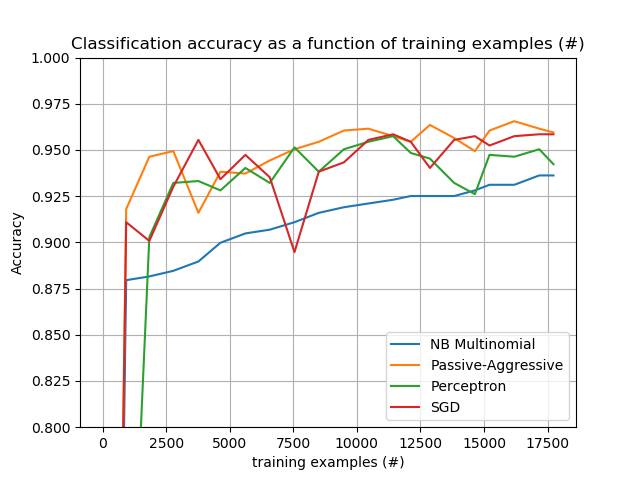 Classification accuracy as a function of training examples (#)
1.000
0.975
0.950
0.925
0.900
0.875
0.850
0.825
0.800
Accuracy
NB Multinomial
Passive-Aggressive
Perceptron
SGD
0 2500 5000 7500 10000 12500 15000 17500
training examples (#)